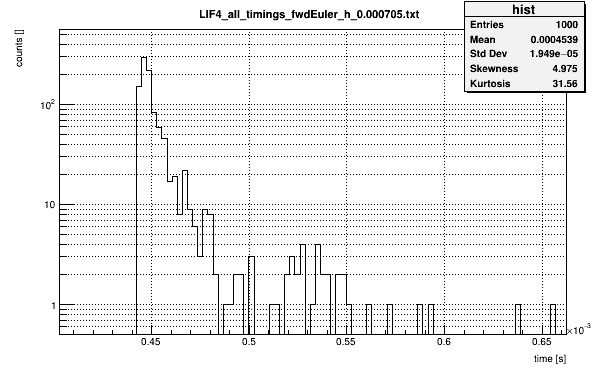 LIF4_all_timings_fwdEuler_h_0.000705.txt
hist
Entries 1000
Mean 0.0004539
Std Dev 1.949e−05
Skewness 4.975
Kurtosis 31.56
counts []
10²
10
1
0.45 0.5 0.55 0.6 0.65
×10⁻³
time [s]